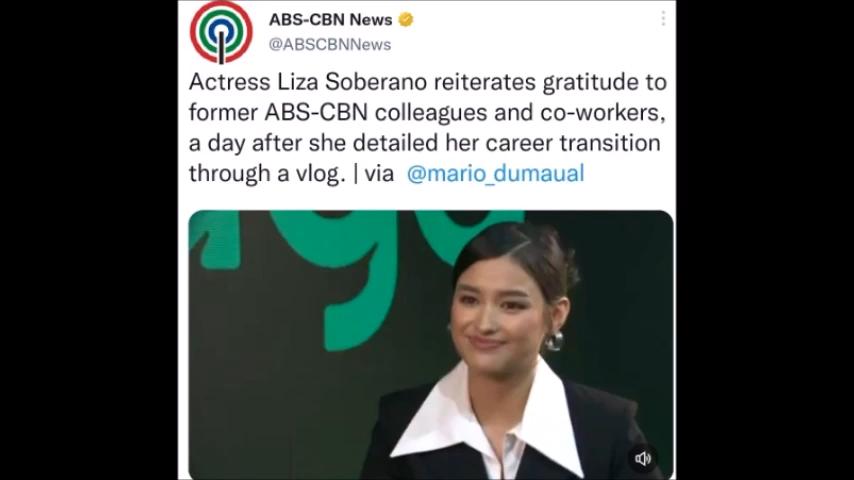 ABS-CBN News
@ABSCBNNews
Actress Liza Soberano reiterates gratitude to
former ABS-CBN colleagues and co-workers,
a day after she detailed her career transition
through a vlog. | via @mario_dumaual